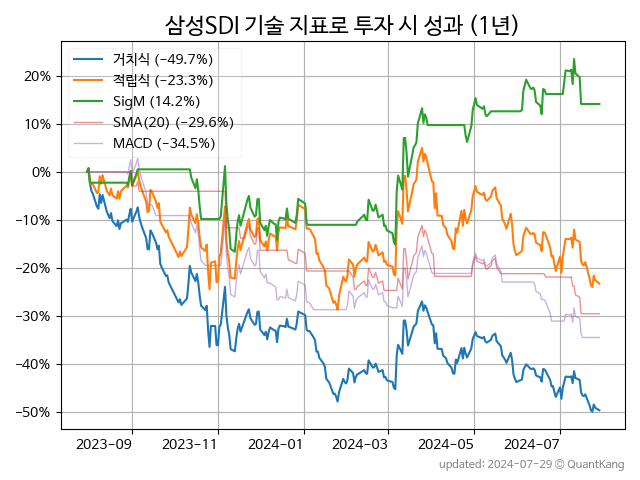 삼성SDI 기술 지표로 투자 시 성과 (1년)
거치식 (−49.7%)
적립식 (−23.3%)
SigM (14.2%)
SMA(20) (−29.6%)
MACD (−34.5%)
20%
10%
0%
−10%
−20%
−30%
−40%
−50%
2023-09 2023-11 2024-01 2024-03 2024-05 2024-07
updated: 2024-07-29 © QuantKang